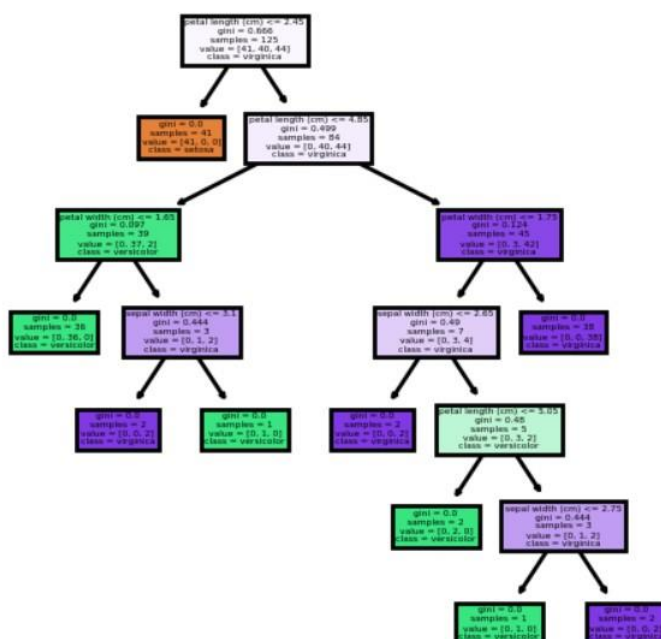 petal length (cm) <= 2.45
gini = 0.666
samples = 125
value = [41, 40, 44]
class = virginica
gini = 0.0
samples = 41
value = [41, 0, 0]
class = setosa
petal length (cm) <= 4.85
gini = 0.499
samples = 84
value = [0, 40, 44]
class = virginica
petal width (cm) <= 1.65
gini = 0.097
samples = 39
value = [0, 37, 2]
class = versicolor
petal width (cm) <= 1.75
gini = 0.124
samples = 45
value = [0, 3, 42]
class = virginica
gini = 0.0
samples = 36
value = [0, 36, 0]
class = versicolor
sepal width (cm) <= 3.1
gini = 0.444
samples = 3
value = [0, 1, 2]
class = virginica
sepal width (cm) <= 2.65
gini = 0.49
samples = 7
value = [0, 3, 4]
class = virginica
gini = 0.0
samples = 38
value = [0, 0, 38]
class = virginica
gini = 0.0
samples = 2
value = [0, 0, 2]
class = virginica
gini = 0.0
samples = 1
value = [0, 1, 0]
class = versicolor
gini = 0.0
samples = 2
value = [0, 0, 2]
class = virginica
petal length (cm) <= 5.05
gini = 0.48
samples = 5
value = [0, 3, 2]
class = versicolor
gini = 0.0
samples = 2
value = [0, 2, 0]
class = versicolor
sepal width (cm) <= 2.75
gini = 0.444
samples = 3
value = [0, 1, 2]
class = virginica
gini = 0.0
samples = 1
value = [0, 1, 0]
class = versicolor
gini = 0.0
samples = 2
value = [0, 0, 2]
class = virginica